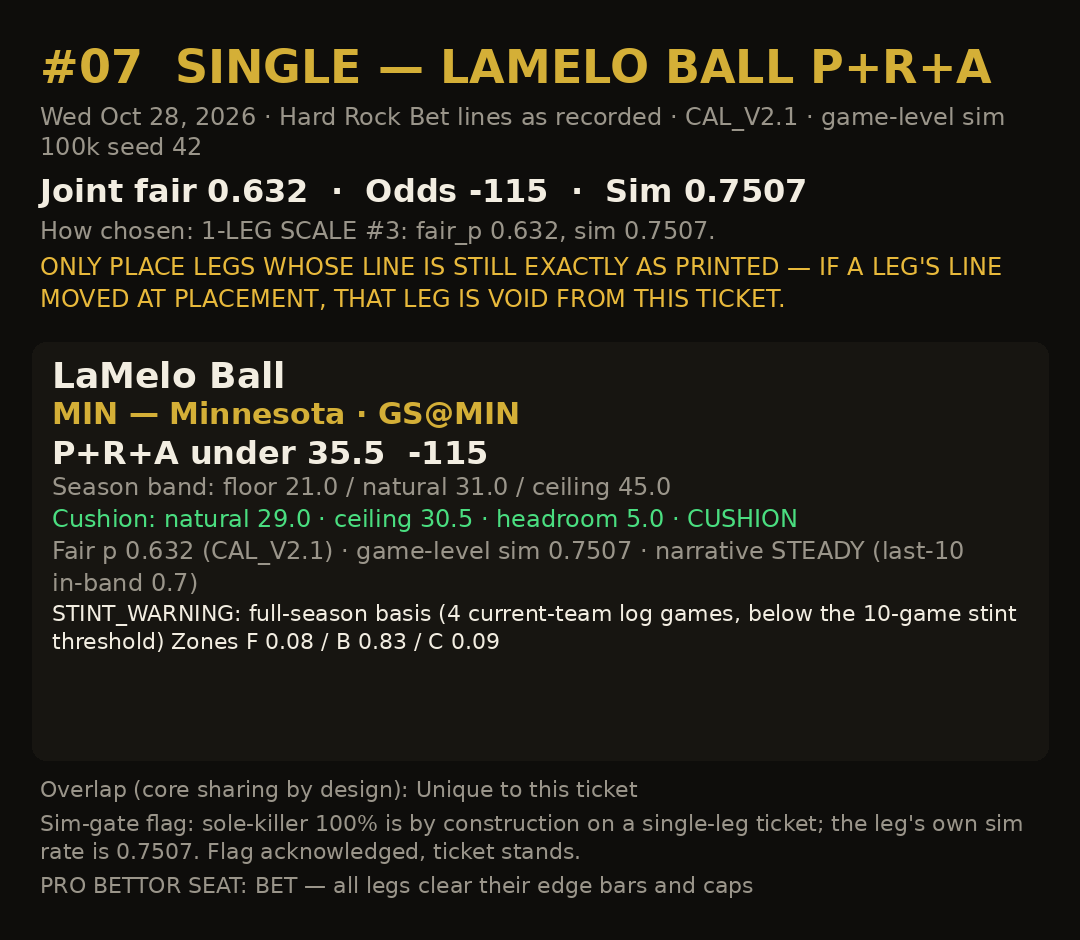 #07 SINGLE — LAMELO BALL P+R+A
Wed Oct 28, 2026 · Hard Rock Bet lines as recorded · CAL_V2.1 · game-level sim
100k seed 42
Joint fair 0.632 · Odds -115 · Sim 0.7507
How chosen: 1-LEG SCALE #3: fair_p 0.632, sim 0.7507.
ONLY PLACE LEGS WHOSE LINE IS STILL EXACTLY AS PRINTED — IF A LEG'S LINE
MOVED AT PLACEMENT, THAT LEG IS VOID FROM THIS TICKET.
LaMelo Ball
MIN — Minnesota · GS@MIN
P+R+A under 35.5 -115
Season band: floor 21.0 / natural 31.0 / ceiling 45.0
Cushion: natural 29.0 · ceiling 30.5 · headroom 5.0 · CUSHION
Fair p 0.632 (CAL_V2.1) · game-level sim 0.7507 · narrative STEADY (last-10
in-band 0.7)
STINT_WARNING: full-season basis (4 current-team log games, below the 10-game stint
threshold) Zones F 0.08 / B 0.83 / C 0.09
Overlap (core sharing by design): Unique to this ticket
Sim-gate flag: sole-killer 100% is by construction on a single-leg ticket; the leg's own sim
rate is 0.7507. Flag acknowledged, ticket stands.
PRO BETTOR SEAT: BET — all legs clear their edge bars and caps